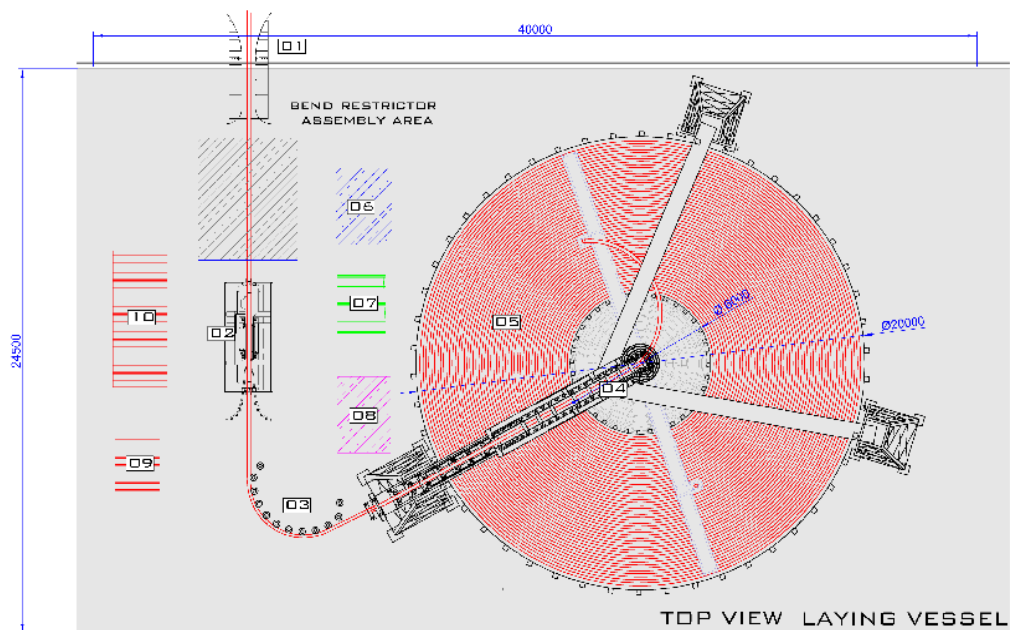 40000
01
BEND RESTRICTOR
ASSEMBLY AREA
06
Ø 6000
07
10
02
05
Ø20000
24500
04
08
09
03
TOP VIEW LAYING VESSEL